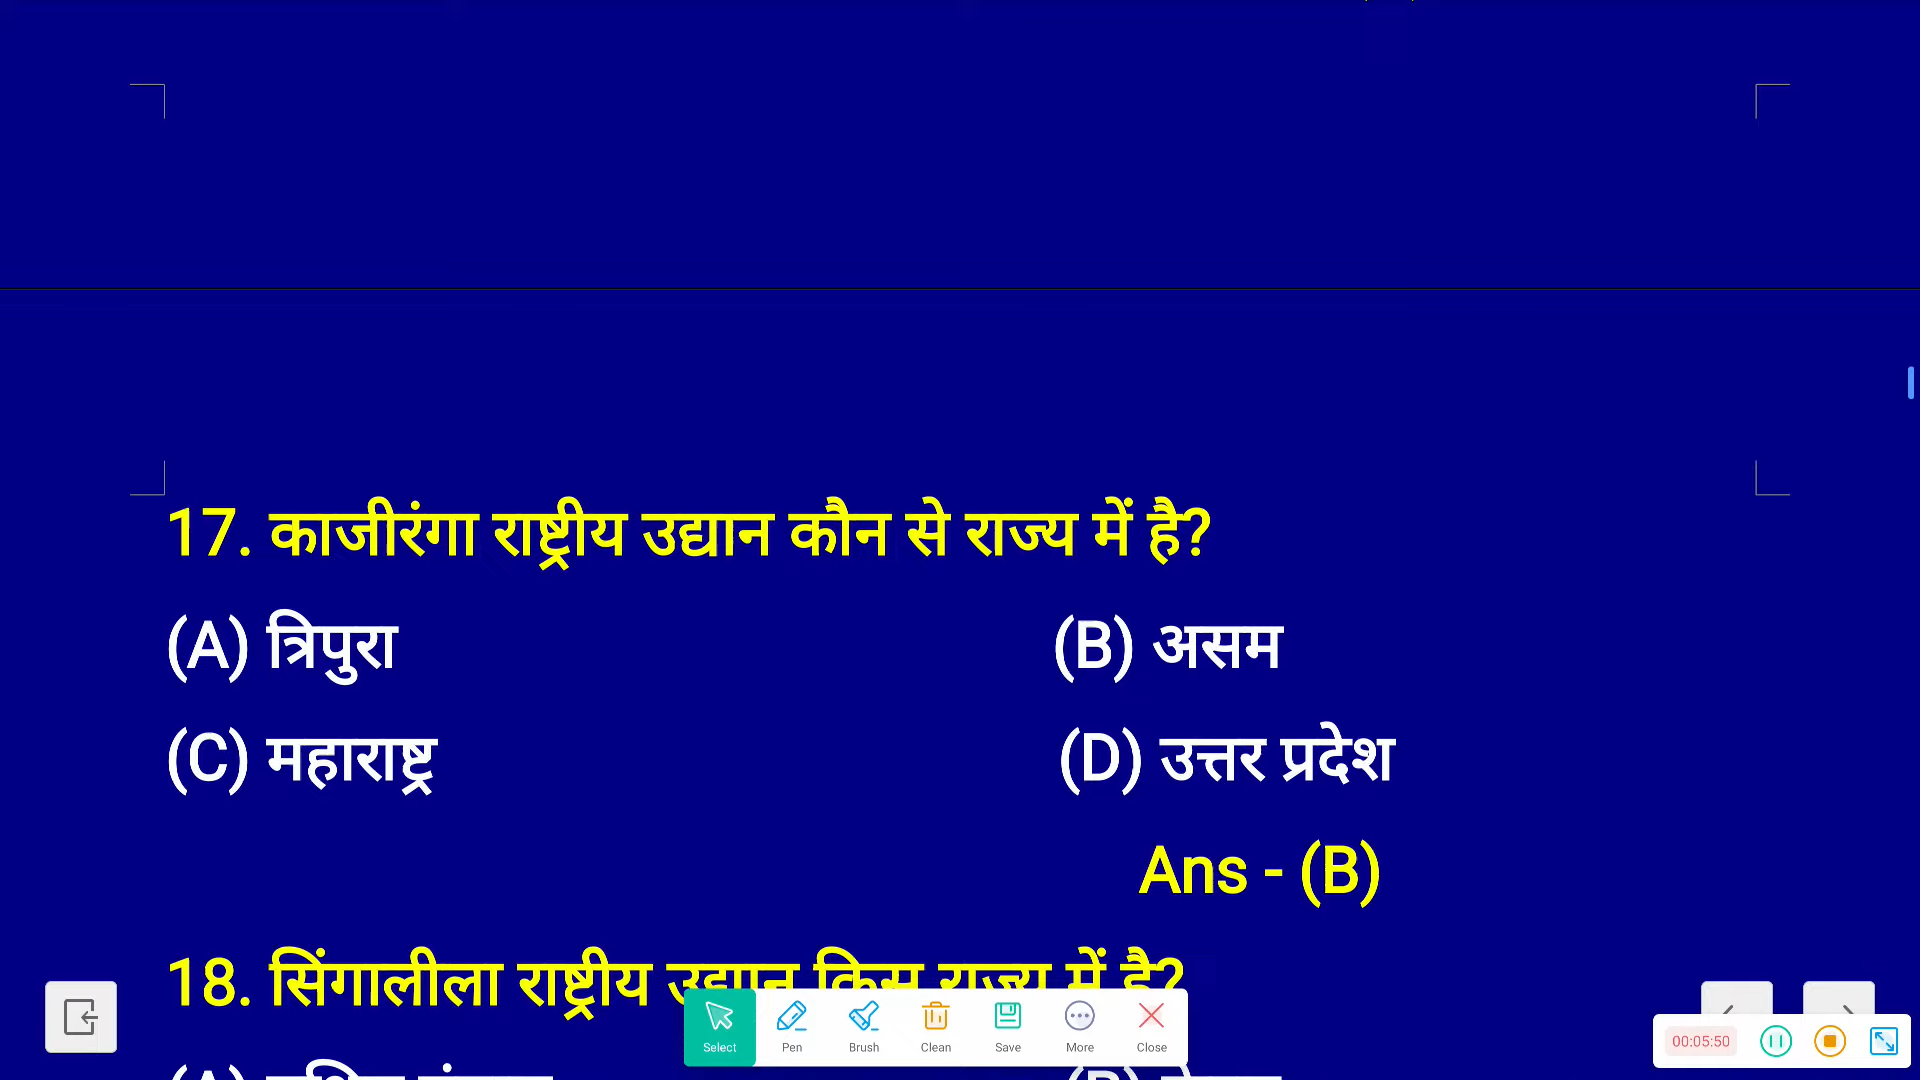 17. काजीरंगा राष्ट्रीय उद्यान कौन से राज्य में है?
(A) त्रिपुरा (B) असम
(C) महाराष्ट्र (D) उत्तर प्रदेश
Ans - (B)
18. सिंगालीला राष्ट्रीय उद्यान किस राज्य में है?
(A) (B)
Select Pen Brush Clean Save More Close
00:05:50